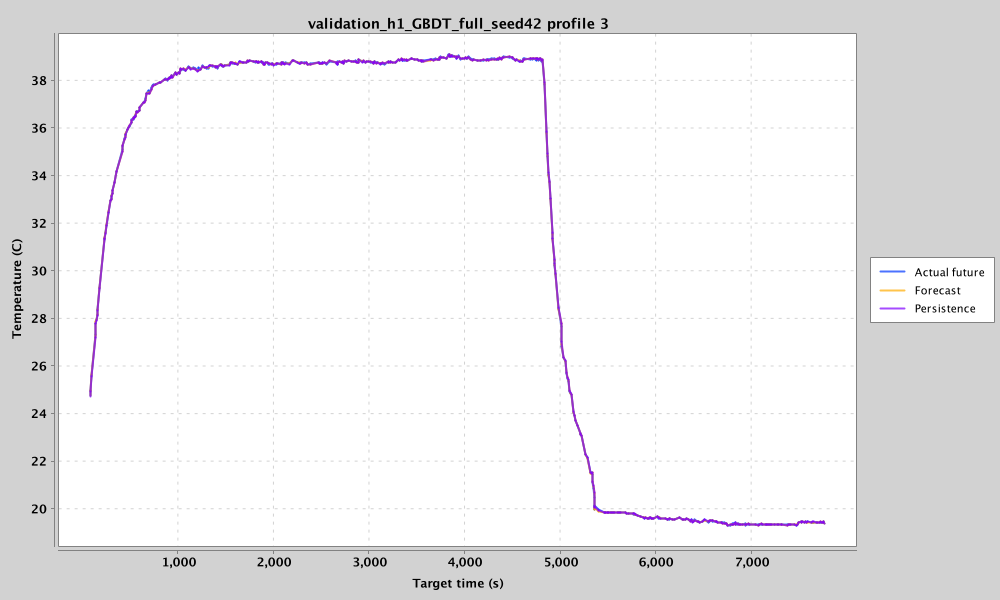 validation_h1_GBDT_full_seed42 profile 3
Temperature (C)
38
36
34
32
30
28
26
24
22
20
1,000 2,000 3,000 4,000 5,000 6,000 7,000
Target time (s)
Actual future
Forecast
Persistence